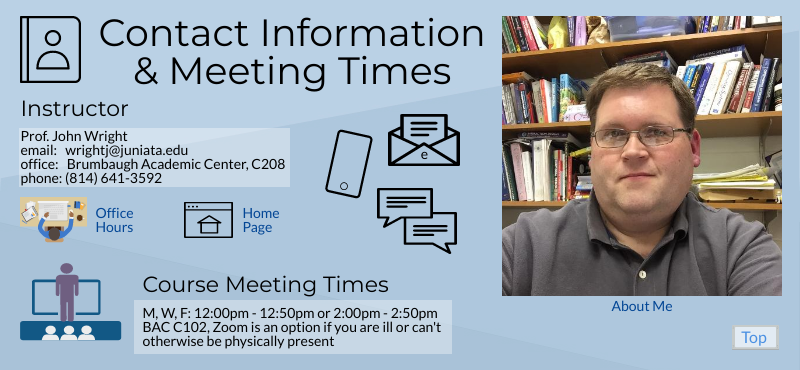 Contact Information
& Meeting Times
Instructor
Prof. John Wright
email: wrightj@juniata.edu
office: Brumbaugh Academic Center, C208
phone: (814) 641-3592
e
Office
Hours
Home
Page
Course Meeting Times
M, W, F: 12:00pm - 12:50pm or 2:00pm - 2:50pm
BAC C102, Zoom is an option if you are ill or can't
otherwise be physically present
About Me
Top